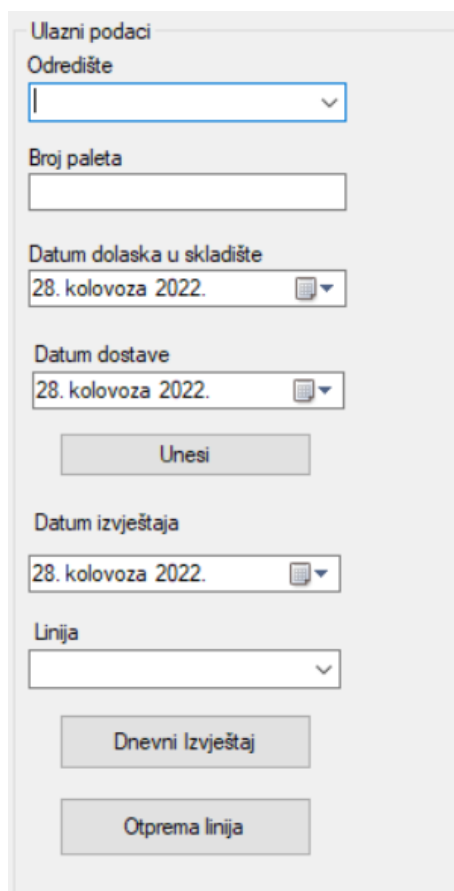 Ulazni podaci
Odredište
Broj paleta
Datum dolaska u skladište
28. kolovoza 2022.
Datum dostave
28. kolovoza 2022.
Unesi
Datum izvještaja
28. kolovoza 2022.
Linija
Dnevni Izvještaj
Otprema linija